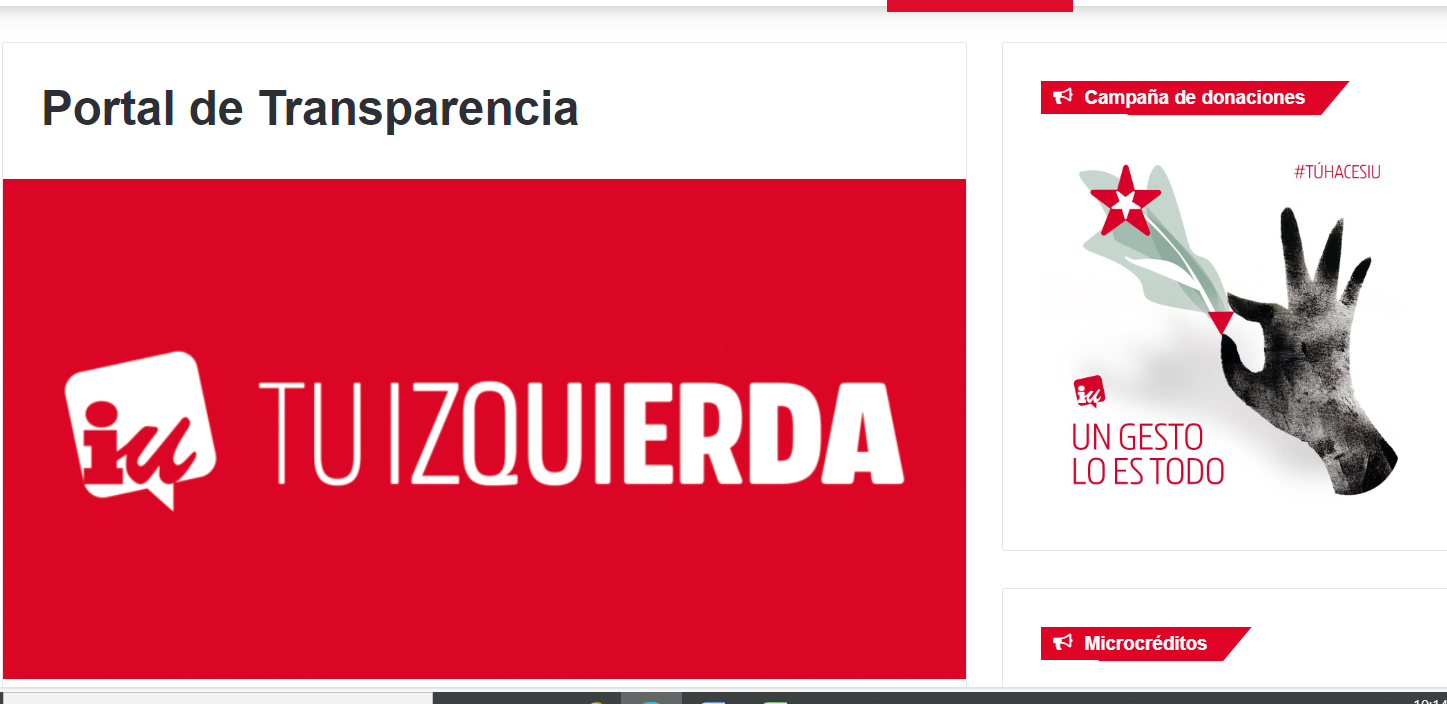 Portal de Transparencia
iu TU IZQUIERDA
Campaña de donaciones
#TÚHACESIU
iu
UN GESTO
LO ES TODO
Microcréditos